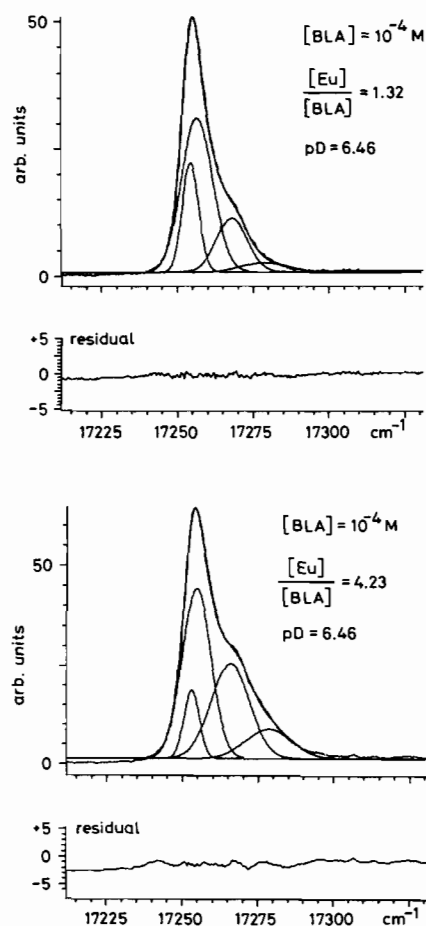 50
[BLA] = 10⁻⁴ M
[Eu]
[BLA]
= 1.32
pD = 6.46
arb. units
0
+5
residual
0
−5
17225 17250 17275 17300 cm⁻¹
50
[BLA] = 10⁻⁴ M
[Eu]
[BLA]
= 4.23
pD = 6.46
arb. units
0
+5
residual
0
−5
17225 17250 17275 17300 cm⁻¹